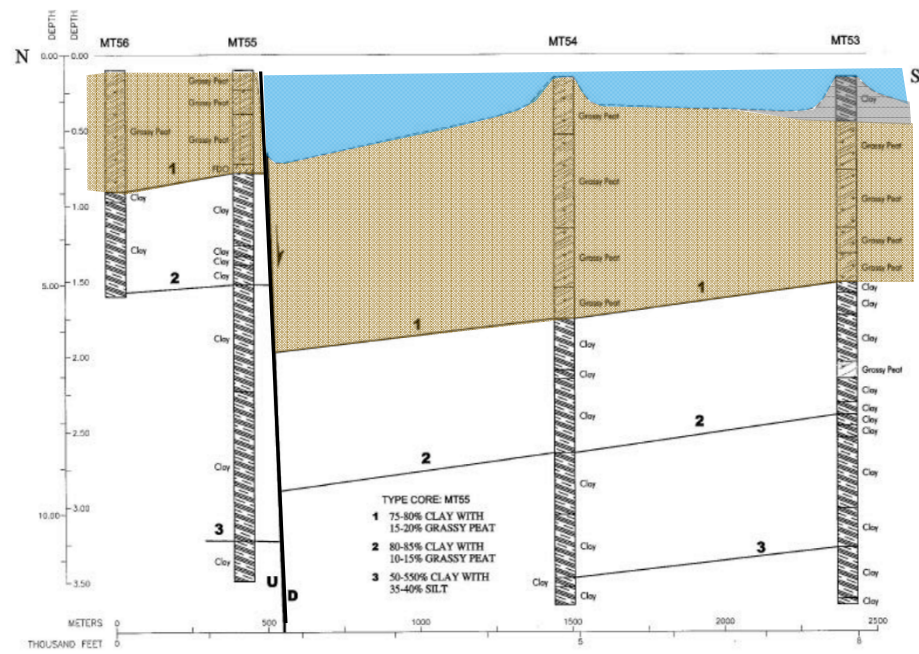 DEPTH
DEPTH
MT56
MT55
MT54
MT53
N
0.00
0.00
S
Grassy Peat
Grassy Peat
Grassy Peat
Clay
0.50
Grassy Peat
Grassy Peat
Grassy Peat
Grassy Peat
1
Clay
Grassy Peat
Grassy Peat
1.00
Clay
Clay
Clay
Clay
Clay
Grassy Peat
Grassy Peat
Grassy Peat
2
Clay
5.00
1.50
Grassy Peat
1
Clay
Clay
1
Clay
Clay
Clay
2.00
Clay
Grassy Peat
Clay
Clay
Clay
2.50
2
Clay
Clay
2
Clay
Clay
Clay
3.00
TYPE CORE: MT55
1 75-80% CLAY WITH
15-20% GRASSY PEAT
2 80-85% CLAY WITH
10-15% GRASSY PEAT
3 50-550% CLAY WITH
35-40% SILT
10.00
Clay
3
Clay
3
Clay
Clay
Clay
3.50
U
D
Clay
Clay
METERS
0
500
1000
1500
2000
2500
THOUSAND FEET
0
5
8